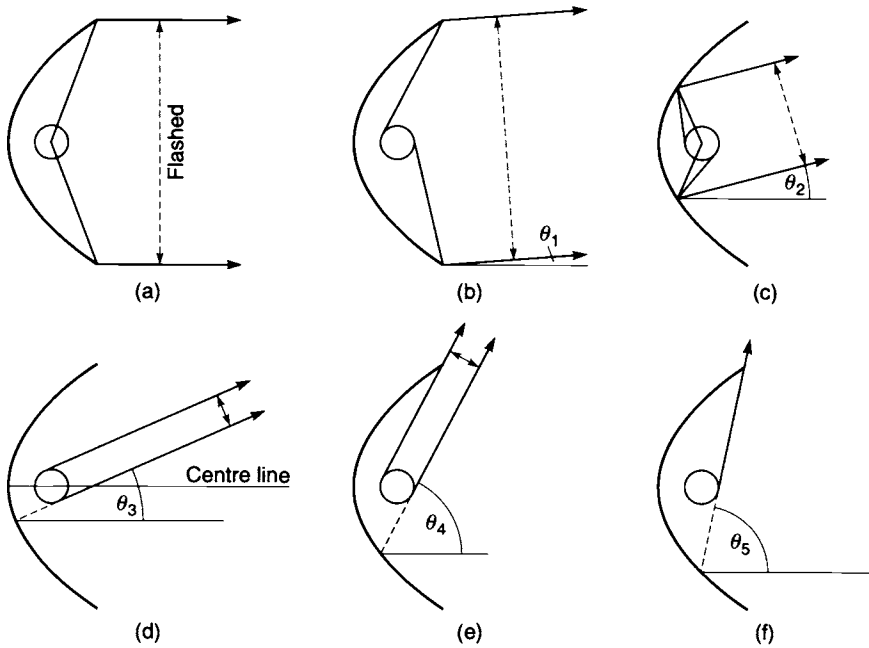 Flashed
θ1
θ2
(a)
(b)
(c)
Centre line
θ3
θ4
θ5
(d)
(e)
(f)